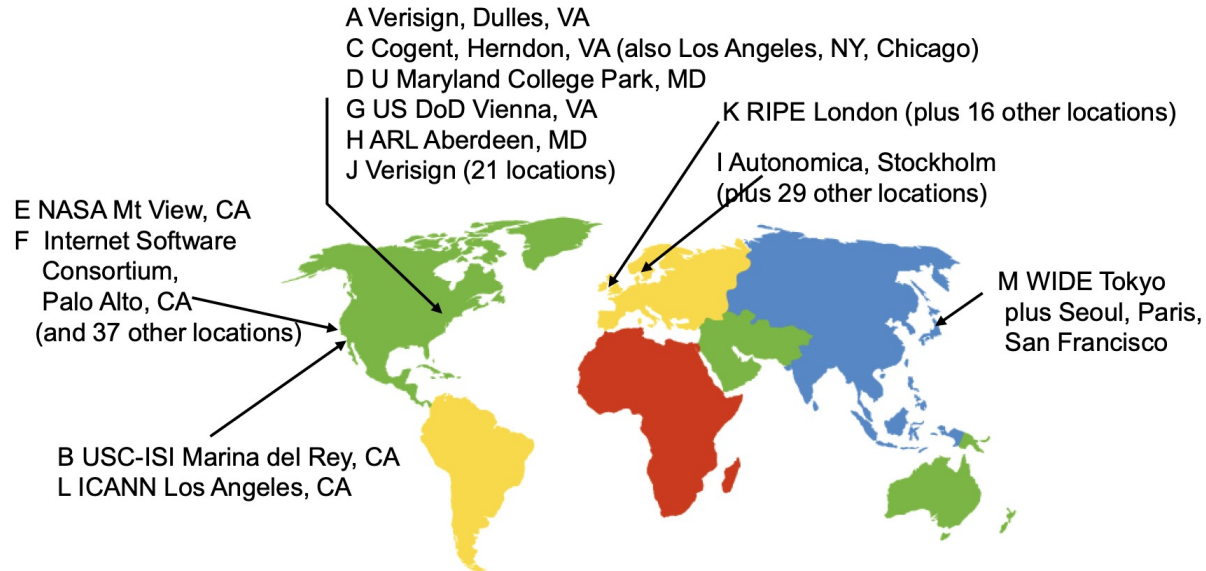 A Verisign, Dulles, VA
C Cogent, Herndon, VA (also Los Angeles, NY, Chicago)
D U Maryland College Park, MD
G US DoD Vienna, VA
H ARL Aberdeen, MD
J Verisign (21 locations)
K RIPE London (plus 16 other locations)
I Autonomica, Stockholm
(plus 29 other locations)
E NASA Mt View, CA
F Internet Software
Consortium,
Palo Alto, CA
(and 37 other locations)
M WIDE Tokyo
plus Seoul, Paris,
San Francisco
B USC-ISI Marina del Rey, CA
L ICANN Los Angeles, CA